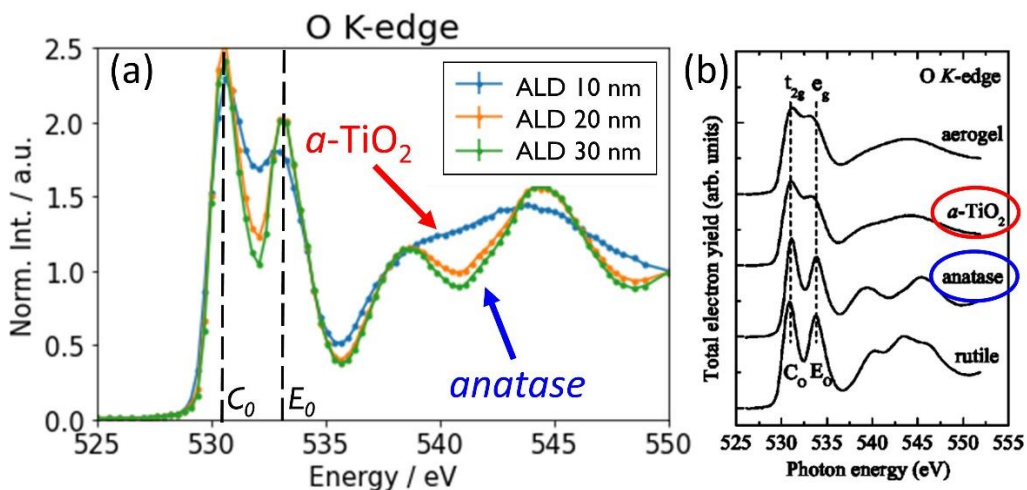 O K-edge
(a)
ALD 10 nm
ALD 20 nm
ALD 30 nm
a-TiO₂
anatase
C₀
E₀
Norm. Int. / a.u.
2.5
2.0
1.5
1.0
0.5
0.0
525
530
535
540
545
550
Energy / eV
(b)
O K-edge
t₂g
e_g
aerogel
a-TiO₂
anatase
rutile
C₀
E₀
Total electron yield (arb. units)
525 530 535 540 545 550 555
Photon energy (eV)